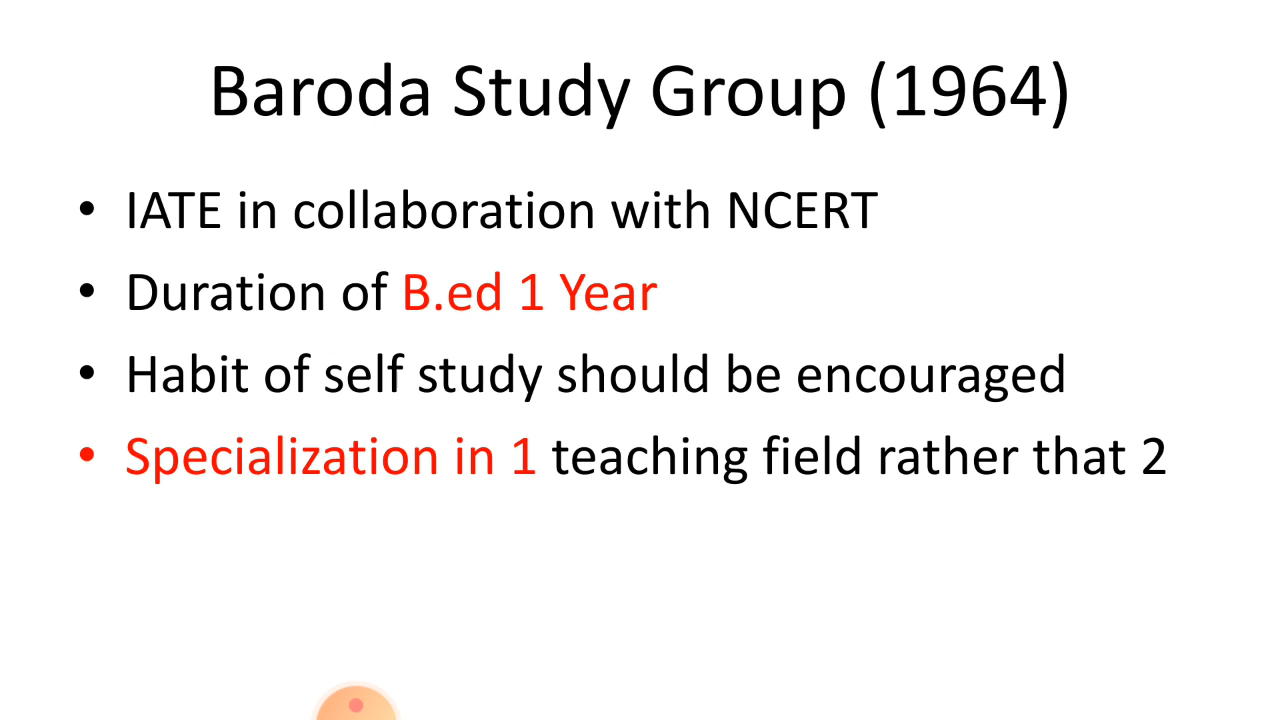 Baroda Study Group (1964)
• IATE in collaboration with NCERT
• Duration of B.ed 1 Year
• Habit of self study should be encouraged
• Specialization in 1 teaching field rather that 2